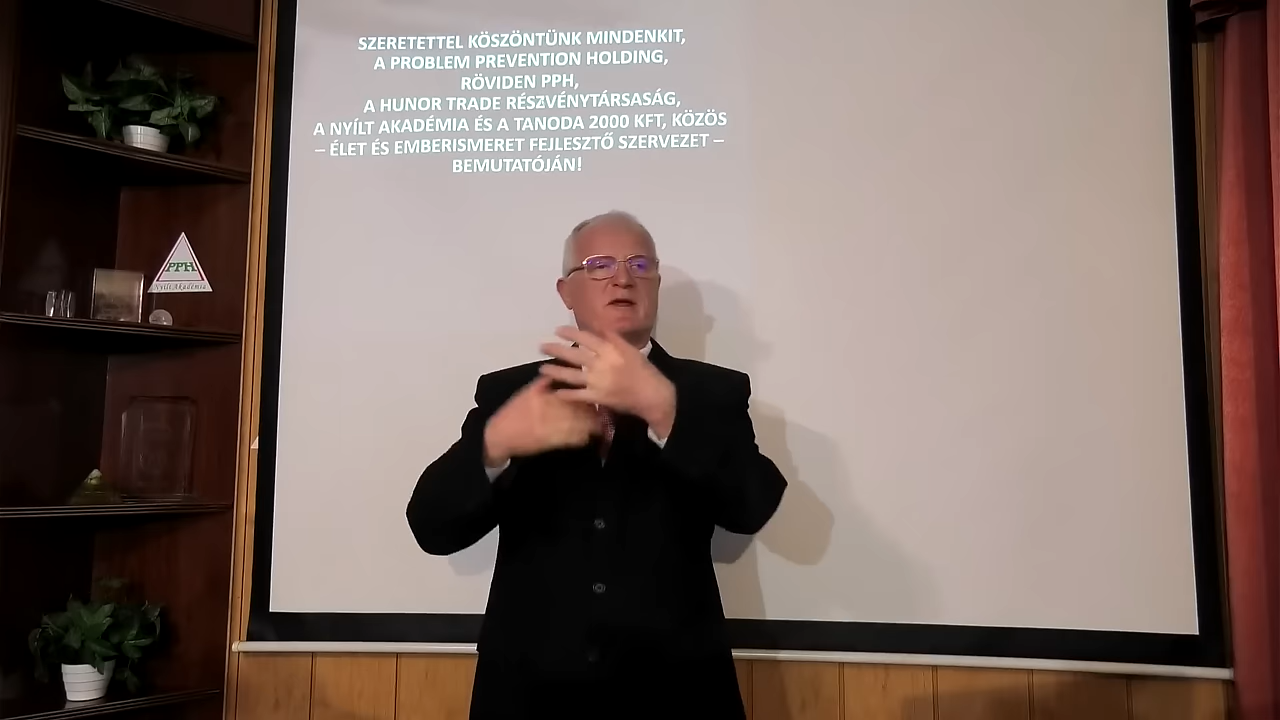 SZERETETTEL KÖSZÖNTÜNK MINDENKIT,
A PROBLEM PREVENTION HOLDING,
RÖVIDEN PPH,
A HUNOR TRADE RÉSZVÉNYTÁRSASÁG,
A NYÍLT AKADÉMIA ÉS A TANODA 2000 KFT, KÖZÖS
– ÉLET ÉS EMBERISMERET FEJLESZTŐ SZERVEZET –
BEMUTATÓJÁN!
PPH
Nyílt Akadémia